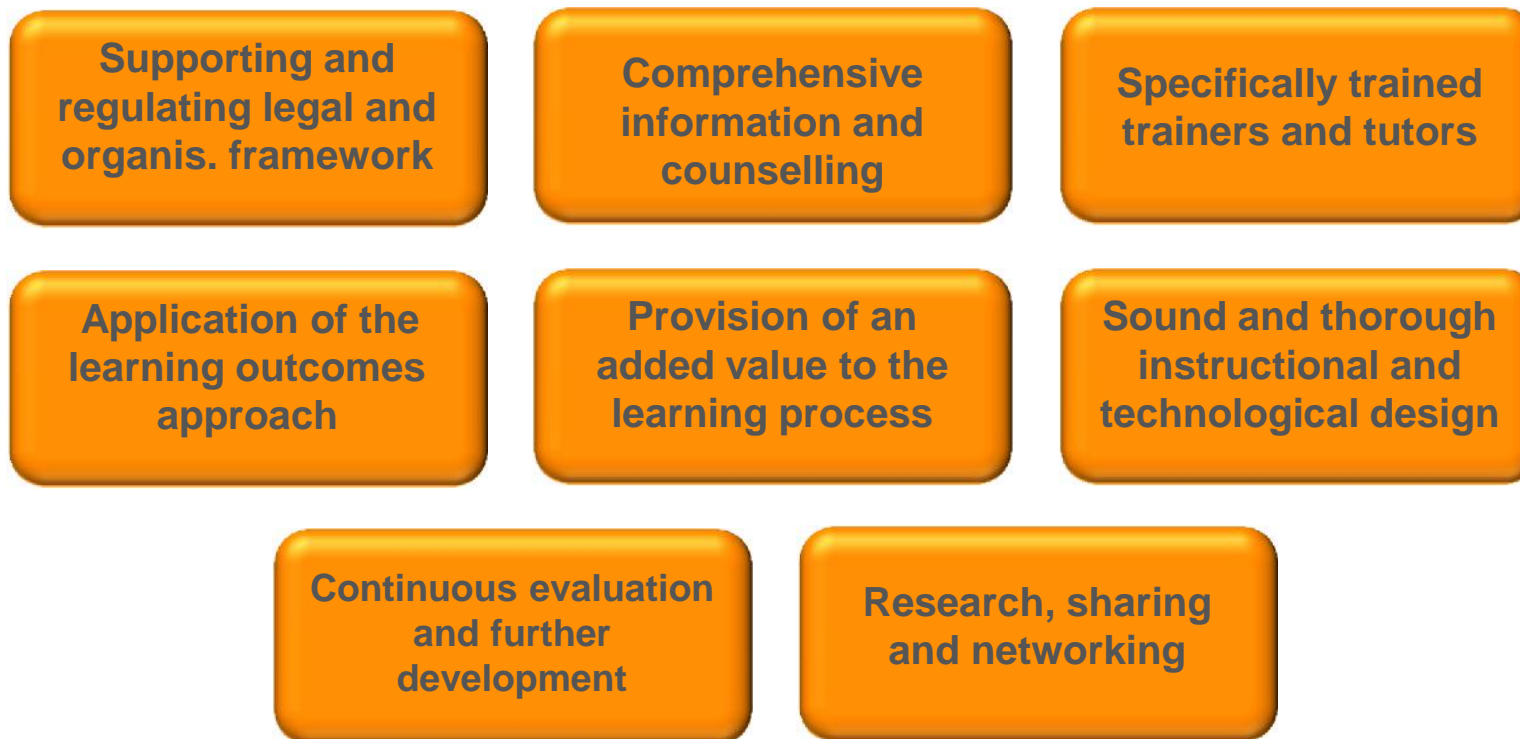 Supporting and
regulating legal and
organis. framework
Comprehensive
information and
counselling
Specifically trained
trainers and tutors
Application of the
learning outcomes
approach
Provision of an
added value to the
learning process
Sound and thorough
instructional and
technological design
Continuous evaluation
and further
development
Research, sharing
and networking